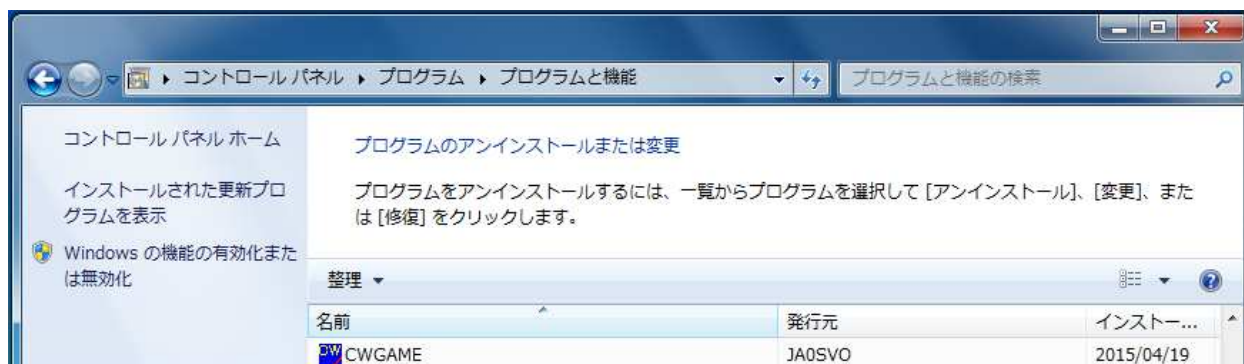 コントロール パネル ▸ プログラム ▸ プログラムと機能
プログラムと機能の検索
コントロール パネル ホーム
インストールされた更新プロ
グラムを表示
Windows の機能の有効化また
は無効化
プログラムのアンインストールまたは変更
プログラムをアンインストールするには、一覧からプログラムを選択して [アンインストール]、[変更]、また
は [修復] をクリックします。
整理
名前 発行元 インストー...
CW CWGAME JA0SVO 2015/04/19